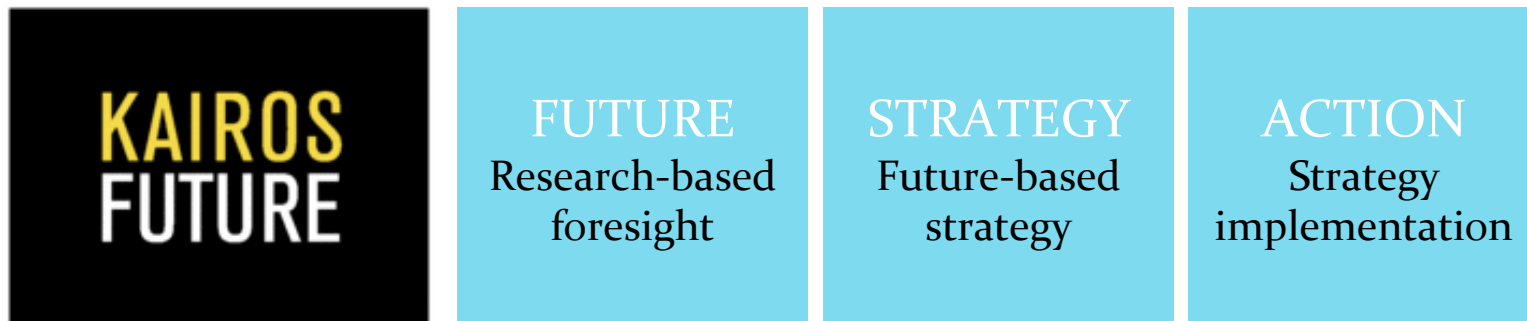 KAIROS
FUTURE
FUTURE
Research-based
foresight
STRATEGY
Future-based
strategy
ACTION
Strategy
implementation